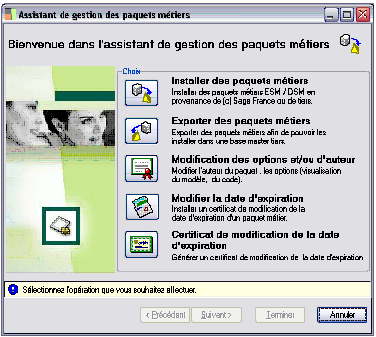 Assistant de gestion des paquets métiers
Bienvenue dans l'assistant de gestion des paquets métiers
Choix
Installer des paquets métiers
Installer des paquets métiers ESM / DSM en
provenance de (c) Sage France ou de tiers.
Exporter des paquets métiers
Exporter des paquets métiers afin de pouvoir les
installer dans une base master tiers.
Modification des options et/ou d'auteur
Modifier l'auteur du paquet, les options (visualisation
du modèle, du code).
Modifier la date d'expiration
Installer un certificat de modification de la
date d'expiration d'un paquet métier.
Certificat de modification de la date
d'expiration
Générer un certificat de modification de la date d'expiration
Sélectionnez l'opération que vous souhaitez effectuer.
< Précédent
Suivant >
Terminer
Annuler